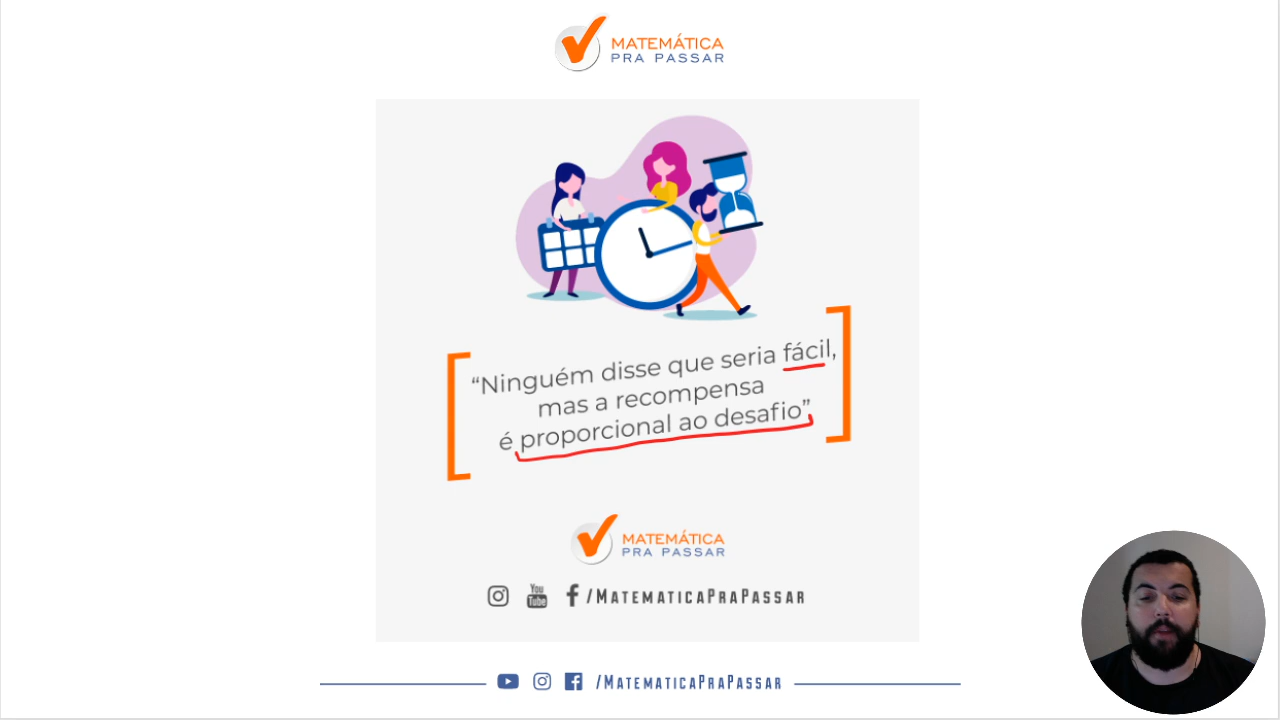 MATEMÁTICA
PRA PASSAR
“Ninguém disse que seria fácil,
mas a recompensa
é proporcional ao desafio”
MATEMÁTICA
PRA PASSAR
You
Tube
/MATEMATICAPRAPASSAR
/MATEMATICAPRAPASSAR